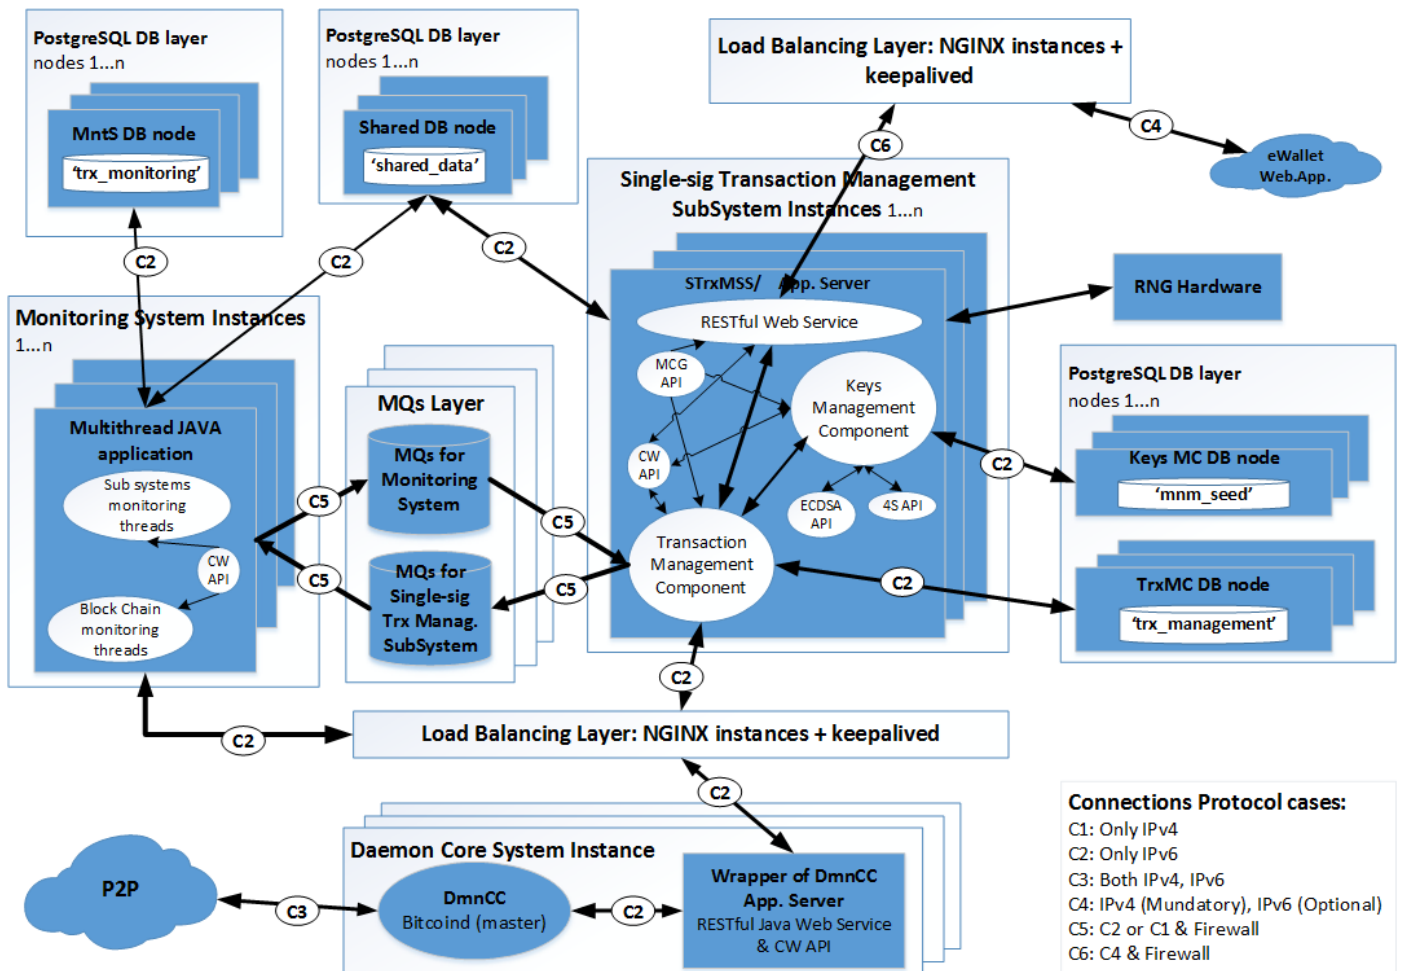 PostgreSQL DB layer
nodes 1...n
MntS DB node
‘trx_monitoring’
PostgreSQL DB layer
nodes 1...n
Shared DB node
‘shared_data’
Load Balancing Layer: NGINX instances +
keepalived
C4
eWallet
Web.App.
C6
C2
C2
C2
Single-sig Transaction Management
SubSystem Instances 1...n
STrxMSS/ App. Server
RESTful Web Service
MCG
API
Keys
Management
Component
CW
API
ECDSA
API
4S API
Transaction
Management
Component
RNG Hardware
PostgreSQL DB layer
nodes 1...n
Keys MC DB node
‘mnm_seed’
TrxMC DB node
‘trx_management’
C2
C2
Monitoring System Instances
1...n
Multithread JAVA
application
Sub systems
monitoring
threads
CW
API
Block Chain
monitoring
threads
C5
C5
MQs Layer
MQs for
Monitoring
System
MQs for
Single-sig
Trx Manag.
SubSystem
C5
C5
C2
C2
Load Balancing Layer: NGINX instances + keepalived
C2
P2P
C3
Daemon Core System Instance
DmnCC
Bitcoind (master)
C2
Wrapper of DmnCC
App. Server
RESTful Java Web Service
& CW API
Connections Protocol cases:
C1: Only IPv4
C2: Only IPv6
C3: Both IPv4, IPv6
C4: IPv4 (Mundatory), IPv6 (Optional)
C5: C2 or C1 & Firewall
C6: C4 & Firewall